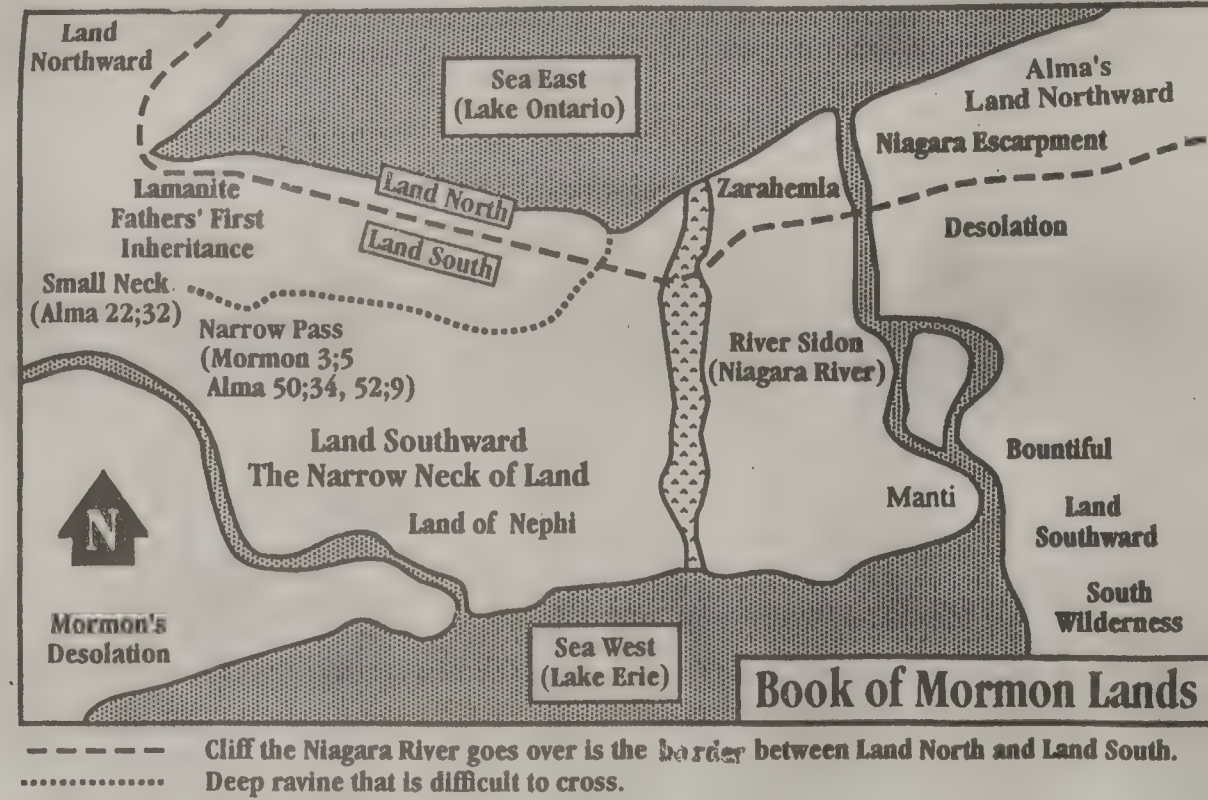 Land
Northward
Sea East
(Lake Ontario)
Alma's
Land Northward
Niagara Escarpment
Lamanite
Fathers' First
Inheritance
Land North
Land South
Zarahemla
Desolation
Small Neck
(Alma 22;32)
Narrow Pass
(Mormon 3;5
Alma 50;34, 52;9)
River Sidon
(Niagara River)
Land Southward
The Narrow Neck of Land
Land of Nephi
Bountiful
Manti
Land
Southward
N
South
Wilderness
Mormon's
Desolation
Sea West
(Lake Erie)
Book of Mormon Lands
Cliff the Niagara River goes over is the border between Land North and Land South.
Deep ravine that is difficult to cross.